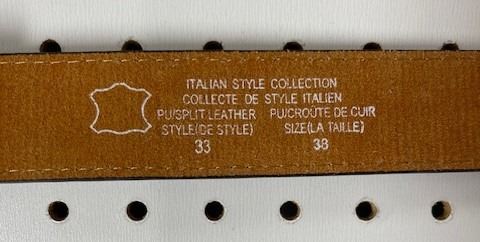 ITALIAN STYLE COLLECTION
COLLECTE DE STYLE ITALIEN
PU/SPLIT LEATHER PU/CROÛTE DE CUIR
STYLE(DE STYLE) SIZE(LA TAILLE)
33 38